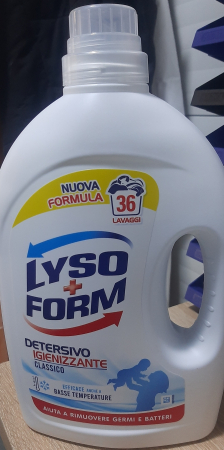 NUOVA
FORMULA
36
LAVAGGI
LYSO
FORM
DETERSIVO
IGIENIZZANTE
CLASSICO
EFFICACE ANCHE A
BASSE TEMPERATURE
AIUTA A RIMUOVERE GERMI E BATTERI